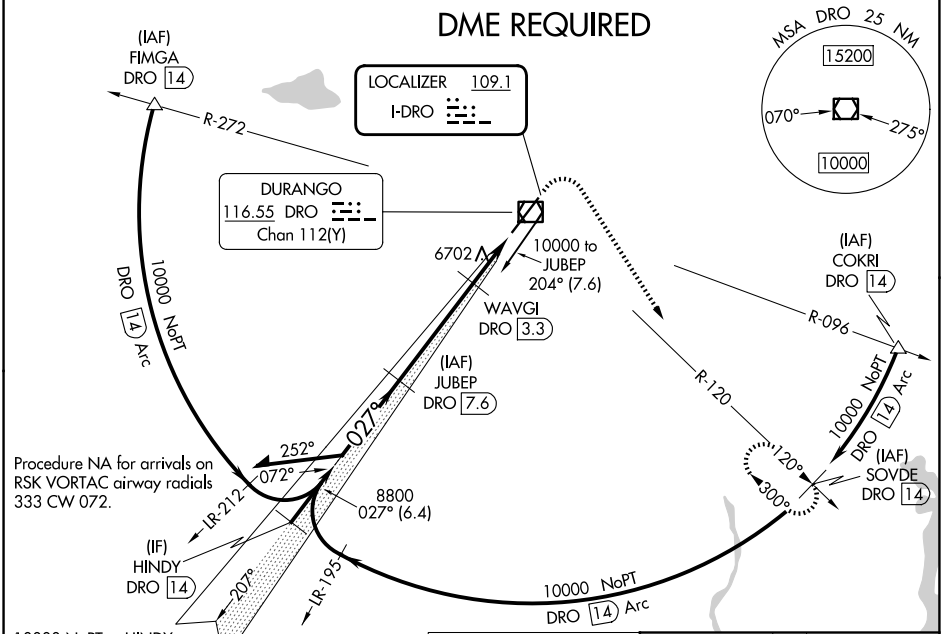 DME REQUIRED
(IAF)
FIMGA
DRO 14
R-272
LOCALIZER 109.1
I-DRO
MSA DRO 25 NM
15200
070°
275°
10000
DURANGO
116.55 DRO
Chan 112(Y)
6702
10000 to
JUBEP
204° (7.6)
(IAF)
COKRI
DRO 14
R-096
10000 NoPT
DRO 14 Arc
WAVGI
DRO 3.3
(IAF)
JUBEP
DRO 7.6
R-120
10000 NoPT
DRO 14 Arc
027°
252°
072°
Procedure NA for arrivals on
RSK VORTAC airway radials
333 CW 072.
LR-212
8800
027° (6.4)
120°
300°
(IAF)
SOVDE
DRO 14
(IF)
HINDY
DRO 14
207°
LR-195
10000 NoPT
DRO 14 Arc